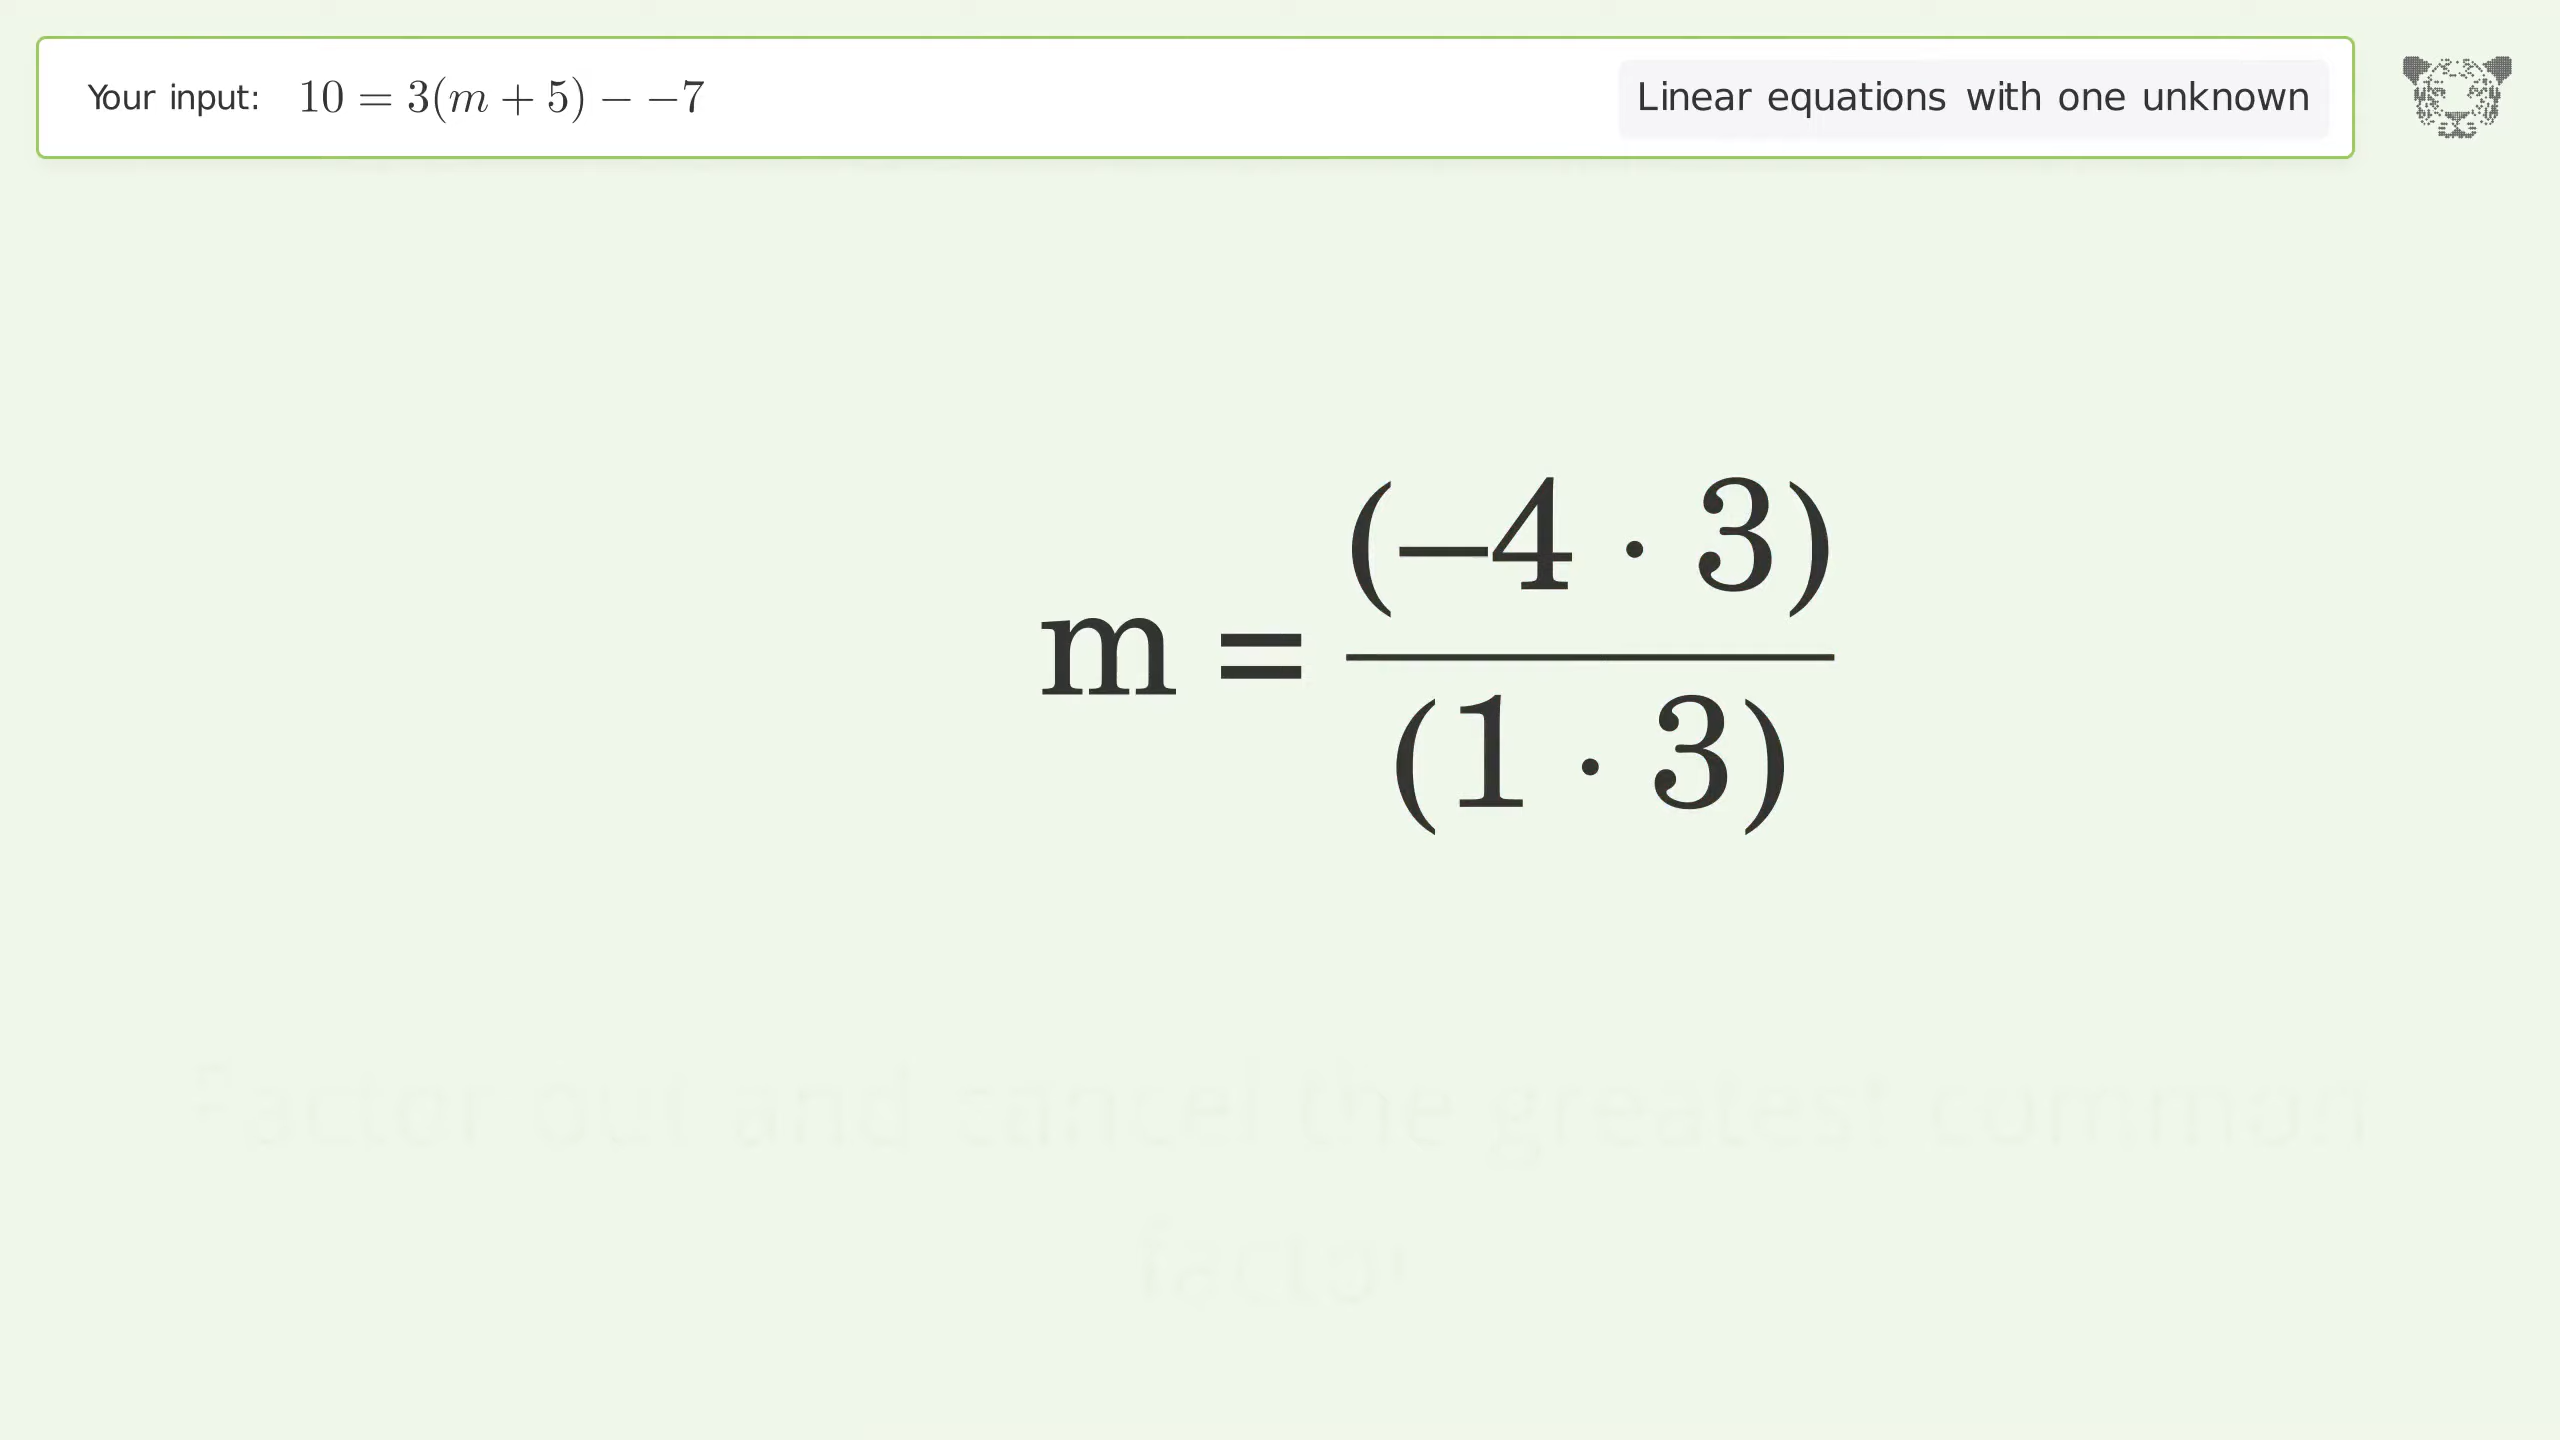 Your input: 10 = 3(m + 5) − −7
Linear equations with one unknown
m = (–4 · 3) / (1 · 3)
Factor out and cancel the greatest common
factor